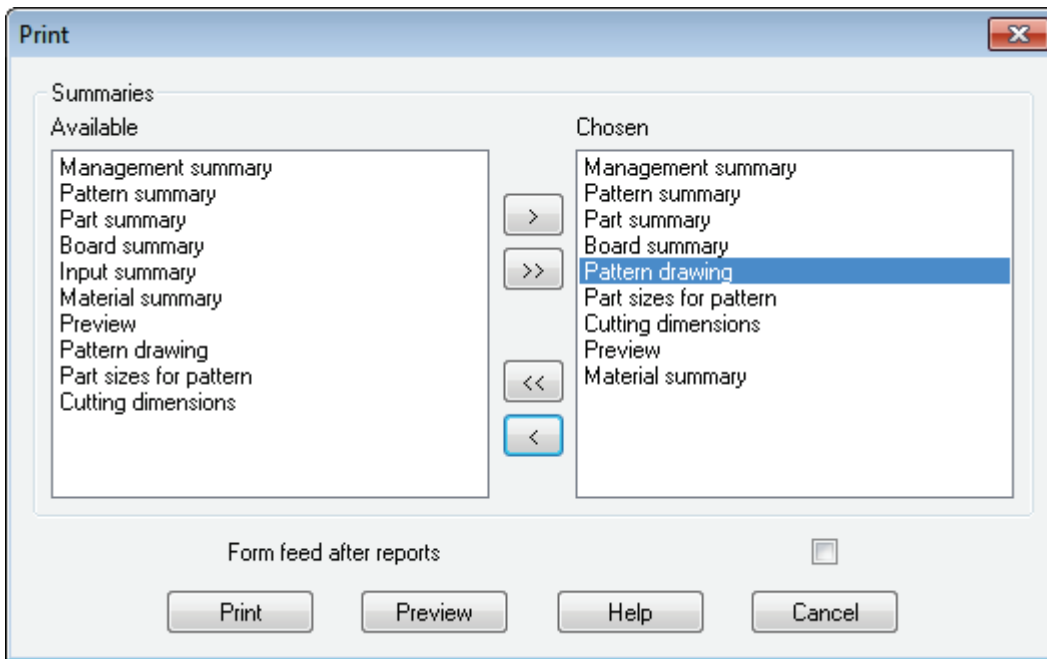 Print
Summaries
Available
Chosen
Management summary
Pattern summary
Part summary
Board summary
Input summary
Material summary
Preview
Pattern drawing
Part sizes for pattern
Cutting dimensions
>
>>
<<
<
Management summary
Pattern summary
Part summary
Board summary
Pattern drawing
Part sizes for pattern
Cutting dimensions
Preview
Material summary
Form feed after reports
Print
Preview
Help
Cancel